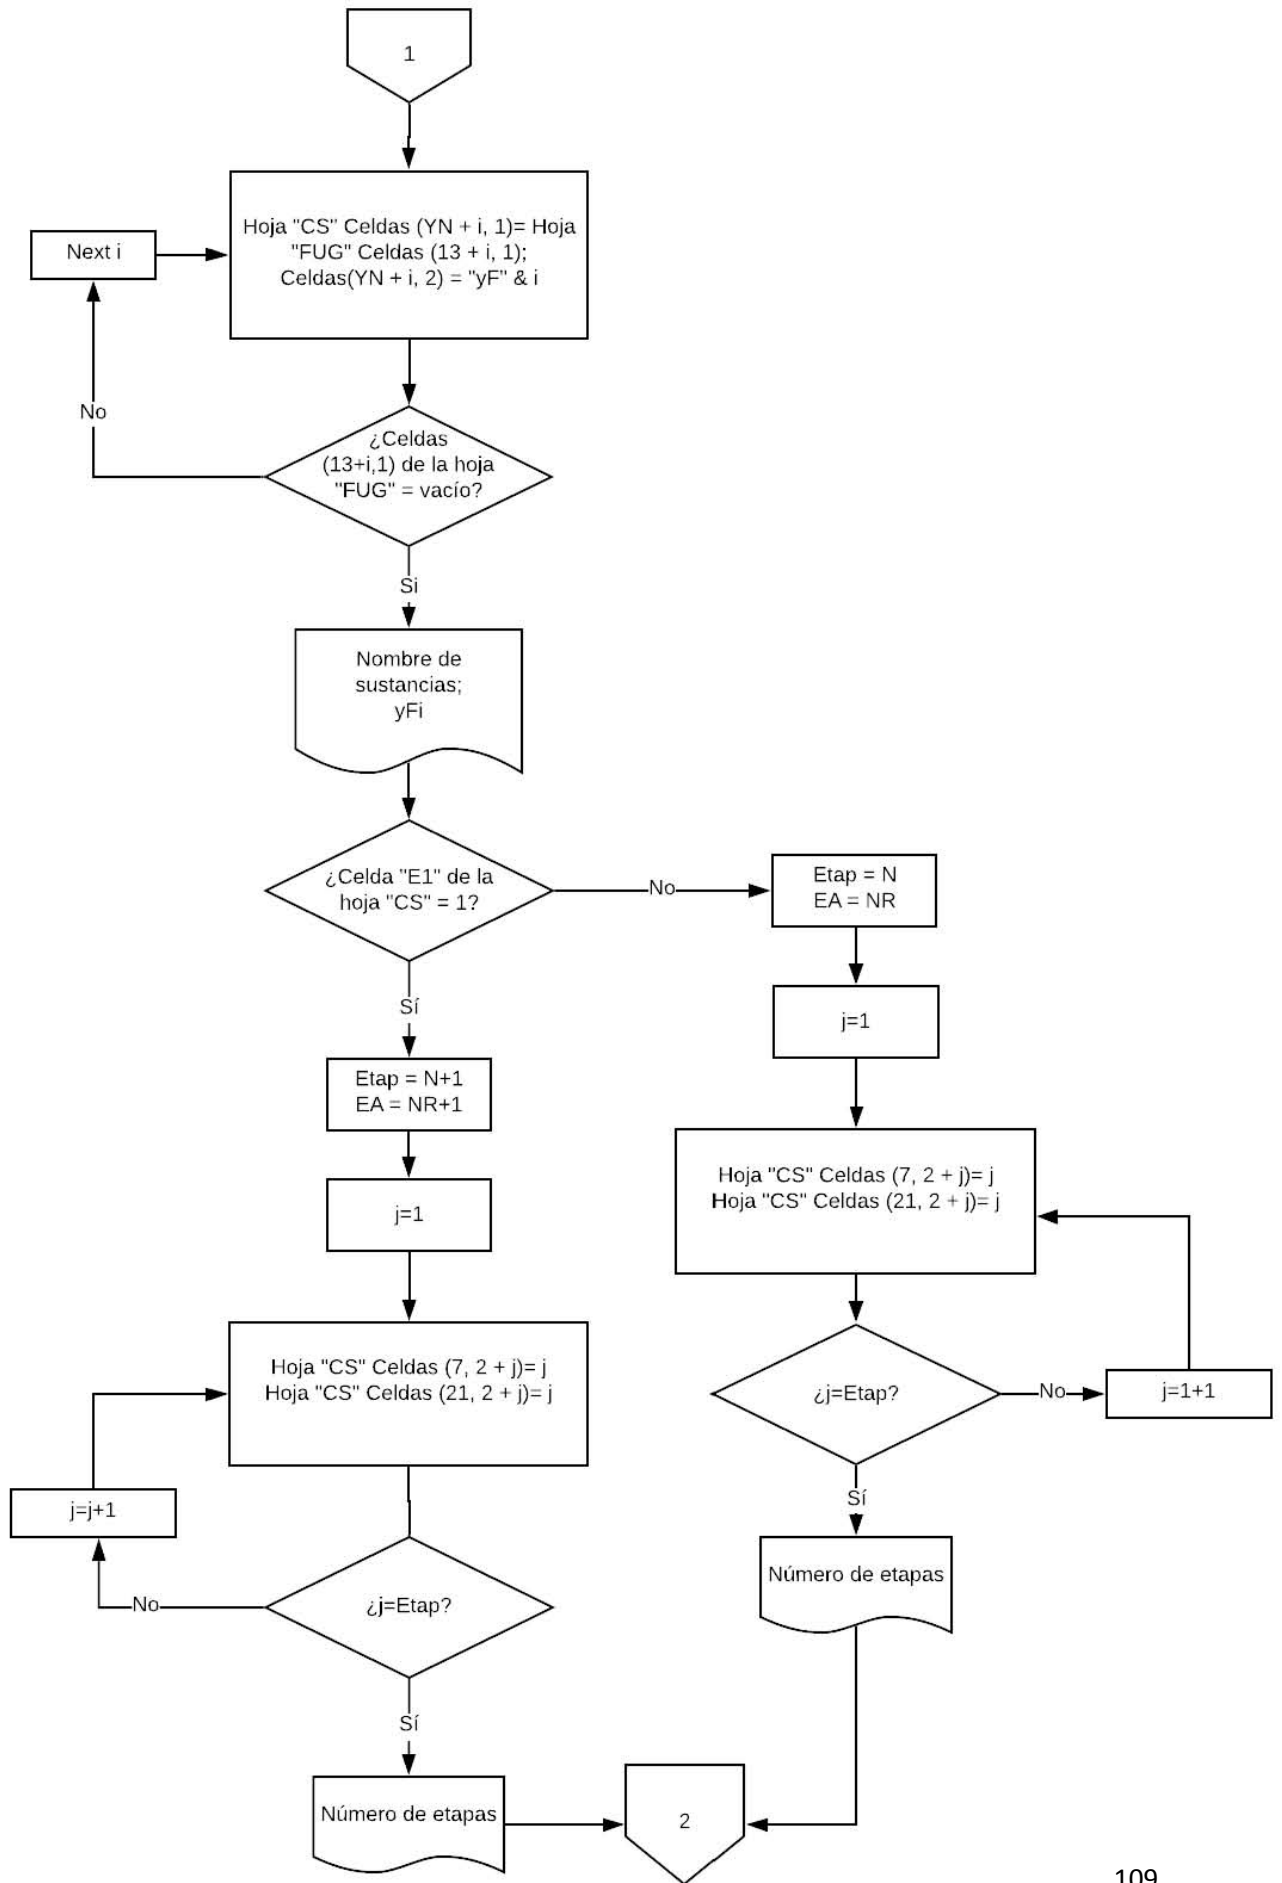 1
Hoja "CS" Celdas (YN + i, 1)= Hoja
"FUG" Celdas (13 + i, 1);
Celdas(YN + i, 2) = "yF" & i
Next i
No
¿Celdas
(13+i,1) de la hoja
"FUG" = vacío?
Si
Nombre de
sustancias;
yFi
¿Celda "E1" de la
hoja "CS" = 1?
No
Etap = N
EA = NR
j=1
Sí
Etap = N+1
EA = NR+1
j=1
Hoja "CS" Celdas (7, 2 + j)= j
Hoja "CS" Celdas (21, 2 + j)= j
¿j=Etap?
No
j=1+1
Sí
Número de etapas
Hoja "CS" Celdas (7, 2 + j)= j
Hoja "CS" Celdas (21, 2 + j)= j
j=j+1
No
¿j=Etap?
Sí
Número de etapas
2
109